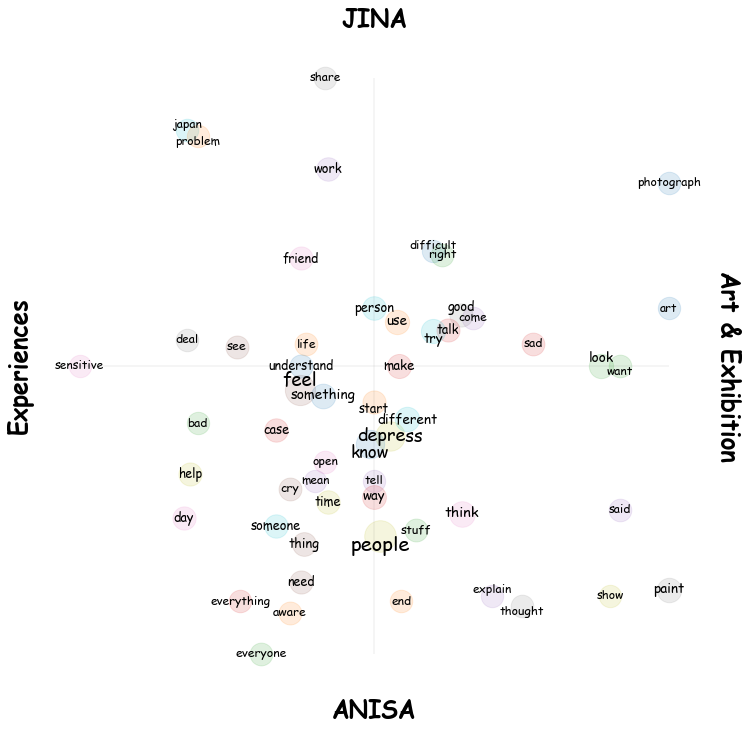 JINA
share
japan
problem
work
photograph
difficult
right
friend
person
good
art
come
use
talk
try
deal
see
life
sad
look
sensitive
understand
make
want
feel
something
start
different
bad
case
depress
know
open
help
mean
tell
cry
way
time
day
think
said
someone
stuff
thing
people
need
explain
paint
show
everything
end
aware
thought
everyone
ANISA
Experiences
Art & Exhibition